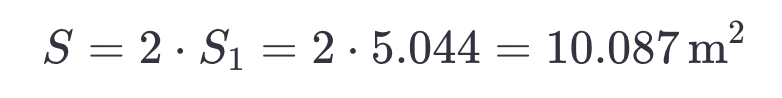 S = 2 · S₁ = 2 · 5.044 = 10.087 m²